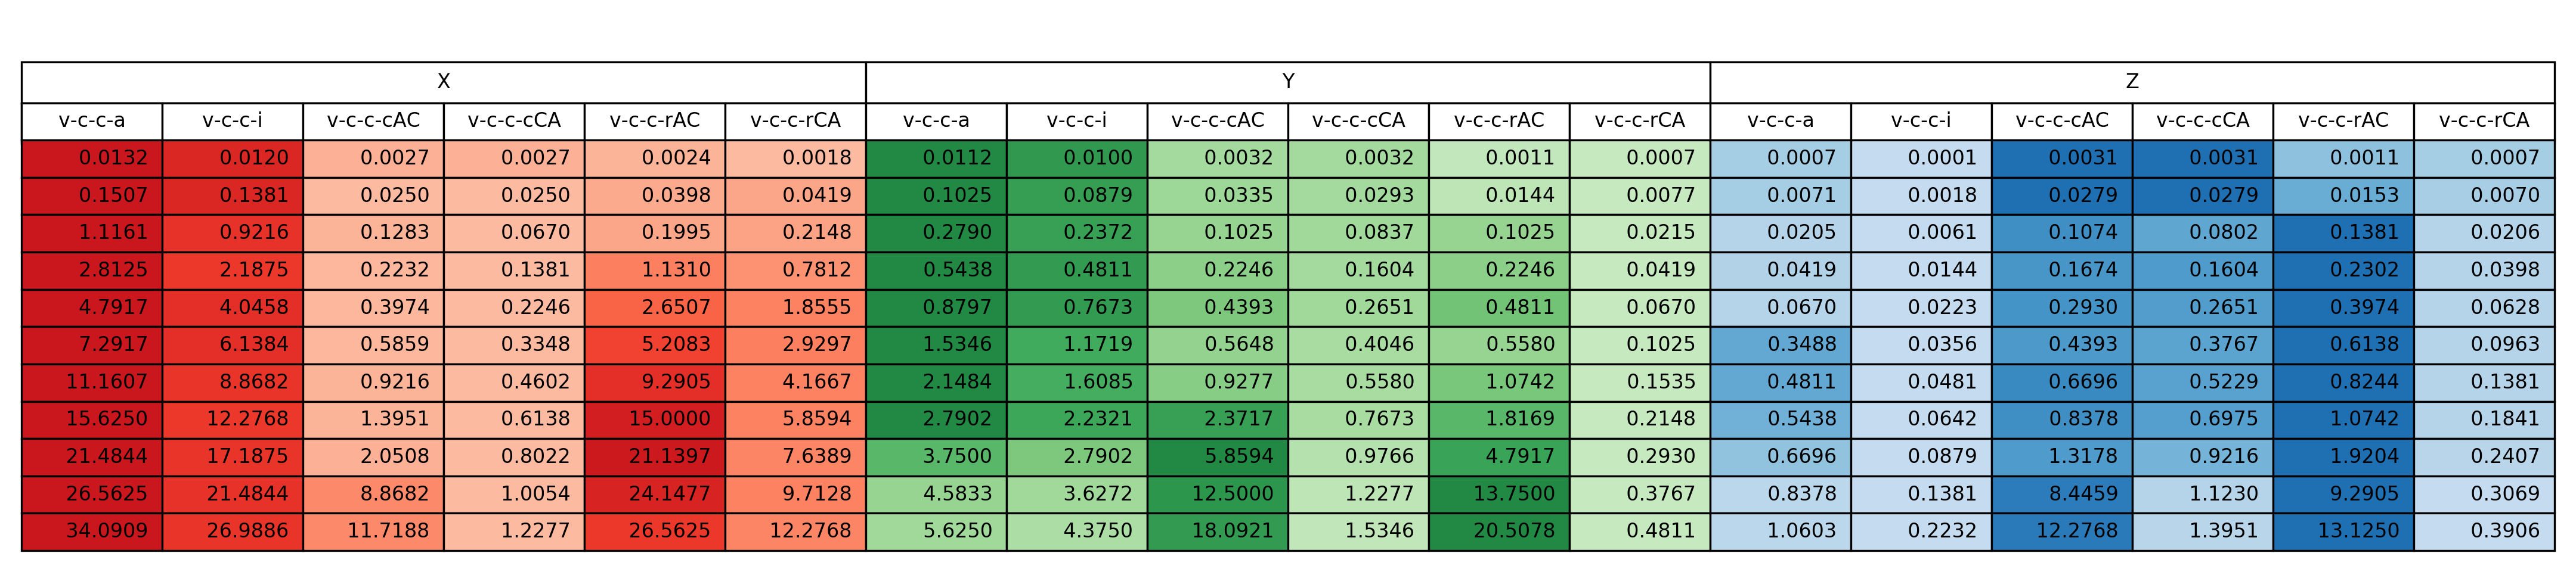 X Y Z
v-c-c-a v-c-c-i v-c-c-cAC v-c-c-cCA v-c-c-rAC v-c-c-rCA v-c-c-a v-c-c-i v-c-c-cAC v-c-c-cCA v-c-c-rAC v-c-c-rCA v-c-c-a v-c-c-i v-c-c-cAC v-c-c-cCA v-c-c-rAC v-c-c-rCA
0.0132 0.0120 0.0027 0.0027 0.0024 0.0018 0.0112 0.0100 0.0032 0.0032 0.0011 0.0007 0.0007 0.0001 0.0031 0.0031 0.0011 0.0007
0.1507 0.1381 0.0250 0.0250 0.0398 0.0419 0.1025 0.0879 0.0335 0.0293 0.0144 0.0077 0.0071 0.0018 0.0279 0.0279 0.0153 0.0070
1.1161 0.9216 0.1283 0.0670 0.1995 0.2148 0.2790 0.2372 0.1025 0.0837 0.1025 0.0215 0.0205 0.0061 0.1074 0.0802 0.1381 0.0206
2.8125 2.1875 0.2232 0.1381 1.1310 0.7812 0.5438 0.4811 0.2246 0.1604 0.2246 0.0419 0.0419 0.0144 0.1674 0.1604 0.2302 0.0398
4.7917 4.0458 0.3974 0.2246 2.6507 1.8555 0.8797 0.7673 0.4393 0.2651 0.4811 0.0670 0.0670 0.0223 0.2930 0.2651 0.3974 0.0628
7.2917 6.1384 0.5859 0.3348 5.2083 2.9297 1.5346 1.1719 0.5648 0.4046 0.5580 0.1025 0.3488 0.0356 0.4393 0.3767 0.6138 0.0963
11.1607 8.8682 0.9216 0.4602 9.2905 4.1667 2.1484 1.6085 0.9277 0.5580 1.0742 0.1535 0.4811 0.0481 0.6696 0.5229 0.8244 0.1381
15.6250 12.2768 1.3951 0.6138 15.0000 5.8594 2.7902 2.2321 2.3717 0.7673 1.8169 0.2148 0.5438 0.0642 0.8378 0.6975 1.0742 0.1841
21.4844 17.1875 2.0508 0.8022 21.1397 7.6389 3.7500 2.7902 5.8594 0.9766 4.7917 0.2930 0.6696 0.0879 1.3178 0.9216 1.9204 0.2407
26.5625 21.4844 8.8682 1.0054 24.1477 9.7128 4.5833 3.6272 12.5000 1.2277 13.7500 0.3767 0.8378 0.1381 8.4459 1.1230 9.2905 0.3069
34.0909 26.9886 11.7188 1.2277 26.5625 12.2768 5.6250 4.3750 18.0921 1.5346 20.5078 0.4811 1.0603 0.2232 12.2768 1.3951 13.1250 0.3906